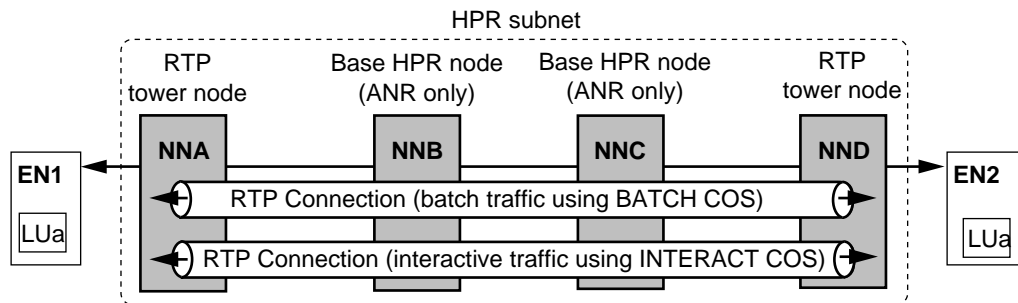 HPR subnet
RTP
tower node
Base HPR node
(ANR only)
Base HPR node
(ANR only)
RTP
tower node
EN1
LUa
NNA
NNB
NNC
NND
EN2
LUa
RTP Connection (batch traffic using BATCH COS)
RTP Connection (interactive traffic using INTERACT COS)